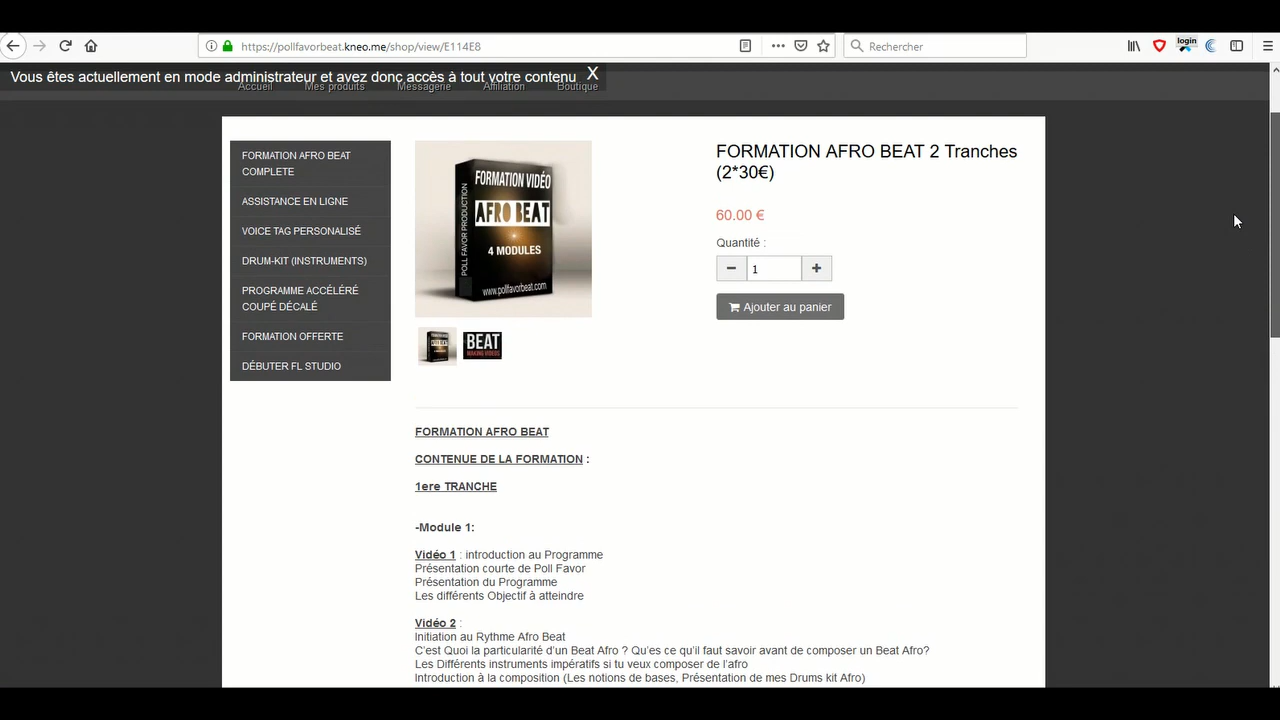 https://pollfavorbeat.kneo.me/shop/view/E114E8
Rechercher
login
Vous êtes actuellement en mode administrateur et avez donc accès à tout votre contenu
X
Accueil
Mes produits
Messagerie
Affiliation
Boutique
FORMATION AFRO BEAT
COMPLETE
ASSISTANCE EN LIGNE
VOICE TAG PERSONALISÉ
DRUM-KIT (INSTRUMENTS)
PROGRAMME ACCÉLÉRÉ
COUPÉ DÉCALÉ
FORMATION OFFERTE
DÉBUTER FL STUDIO
POLL FAVOR PRODUCTION
FORMATION VIDÉO
AFRO BEAT
4 MODULES
www.pollfavorbeat.com
BEAT
MAKING VIDEOS
FORMATION AFRO BEAT 2 Tranches
(2*30€)
60.00 €
Quantité :
1
Ajouter au panier
FORMATION AFRO BEAT
CONTENUE DE LA FORMATION :
1ere TRANCHE
-Module 1:
Vidéo 1 : introduction au Programme
Présentation courte de Poll Favor
Présentation du Programme
Les différents Objectif à atteindre
Vidéo 2 :
Initiation au Rythme Afro Beat
C'est Quoi la particularité d'un Beat Afro ? Qu'es ce qu'il faut savoir avant de composer un Beat Afro?
Les Différents instruments impératifs si tu veux composer de l'afro
Introduction à la composition (Les notions de bases, Présentation de mes Drums kit Afro)